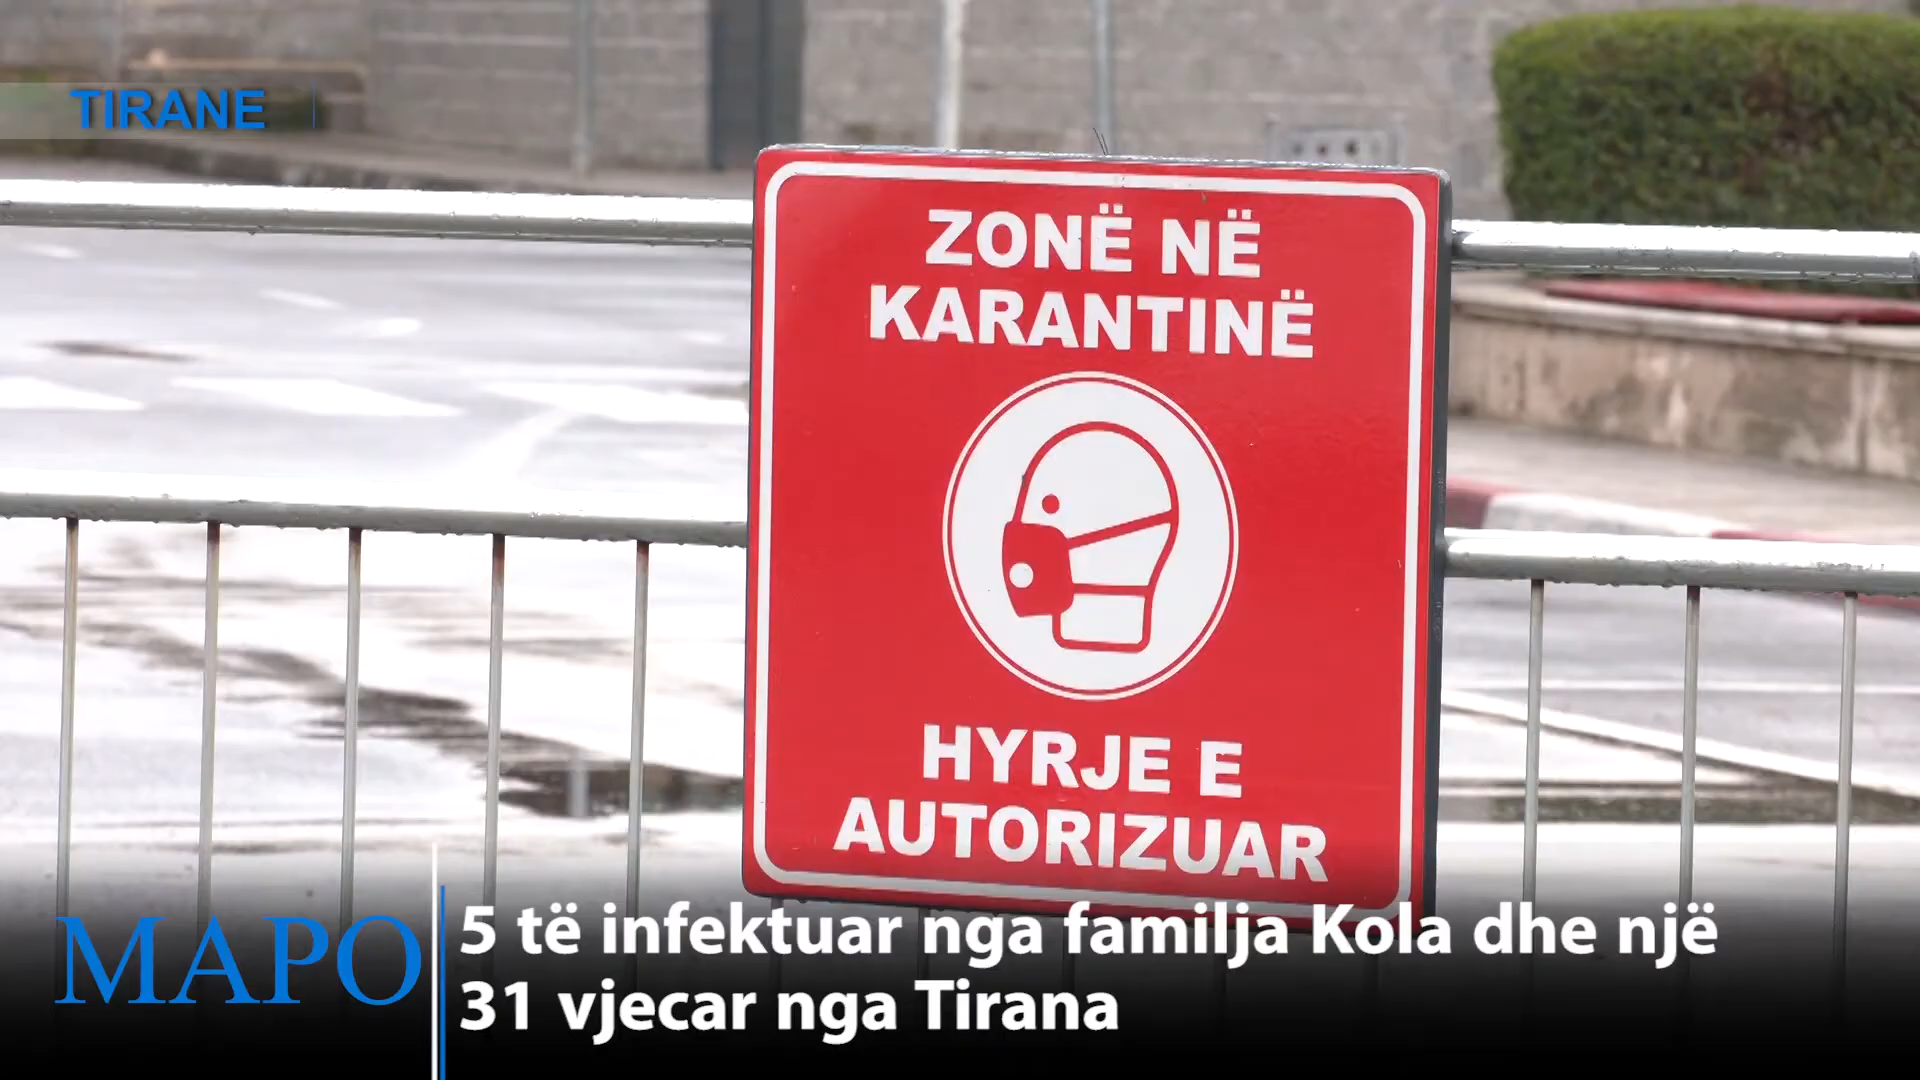 TIRANE
ZONË NË
KARANTINË
HYRJE E
AUTORIZUAR
MAPO
5 të infektuar nga familja Kola dhe një
31 vjecar nga Tirana